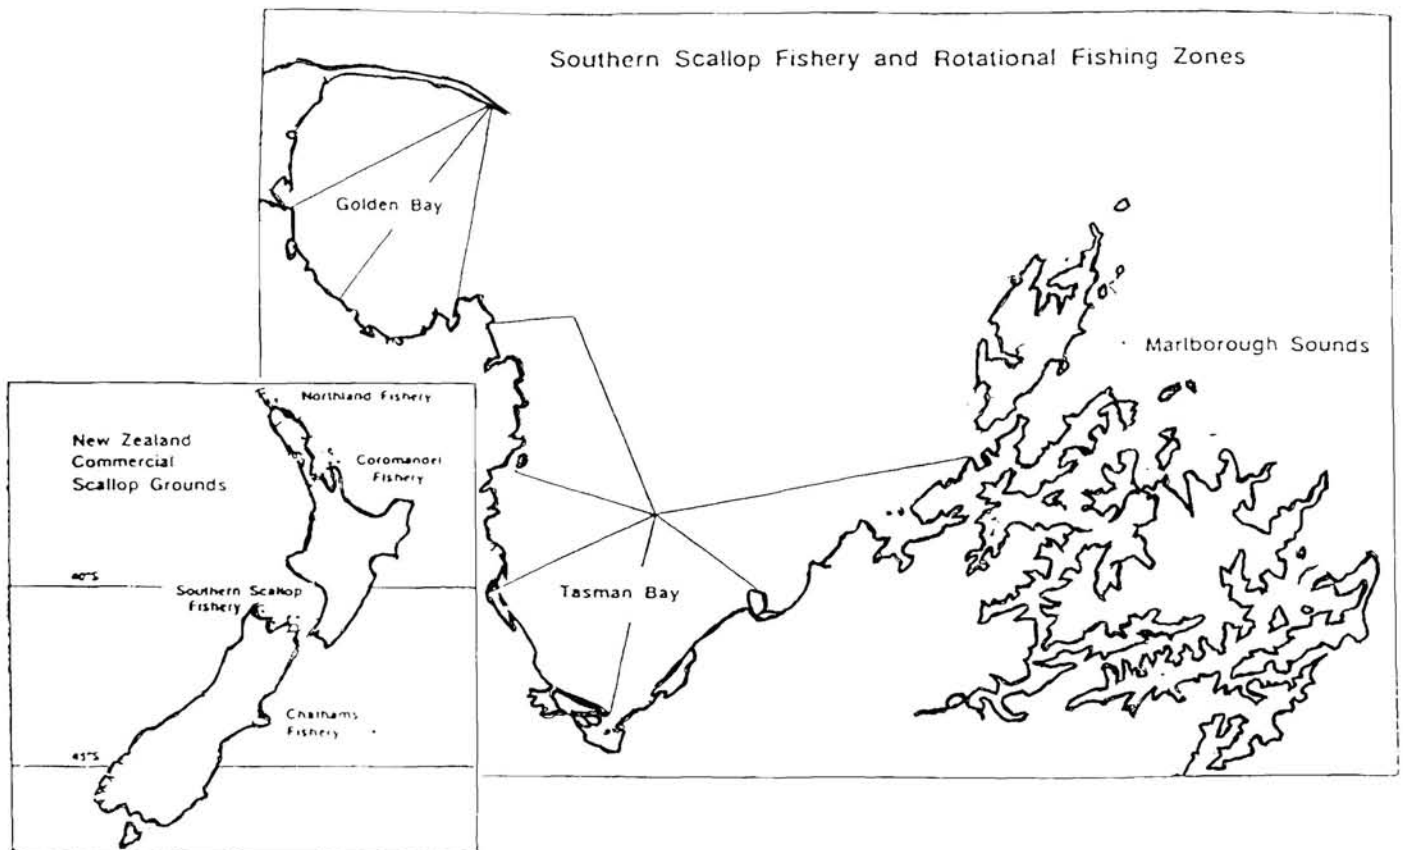 Southern Scallop Fishery and Rotational Fishing Zones
Golden Bay
Marlborough Sounds
Tasman Bay
Northland Fishery
New Zealand
Commercial
Scallop Grounds
Coromandel
Fishery
40°S
Southern Scallop
Fishery
Chathams
Fishery
45°S